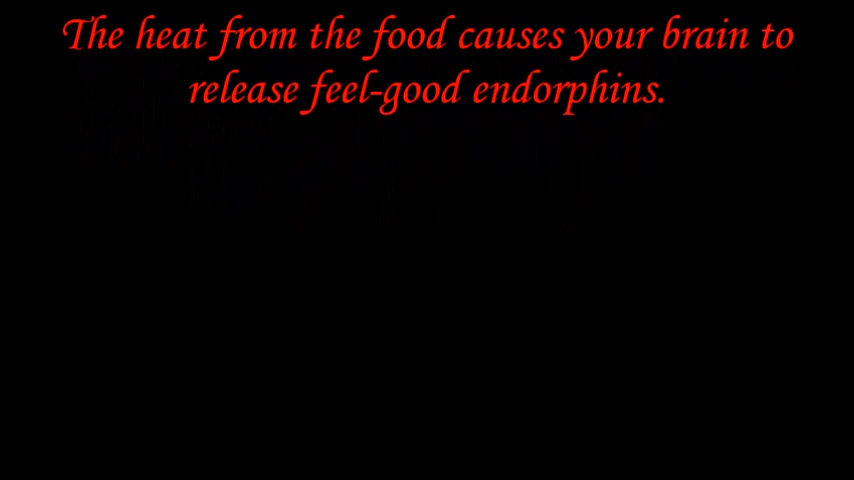 The heat from the food causes your brain to
release feel-good endorphins.